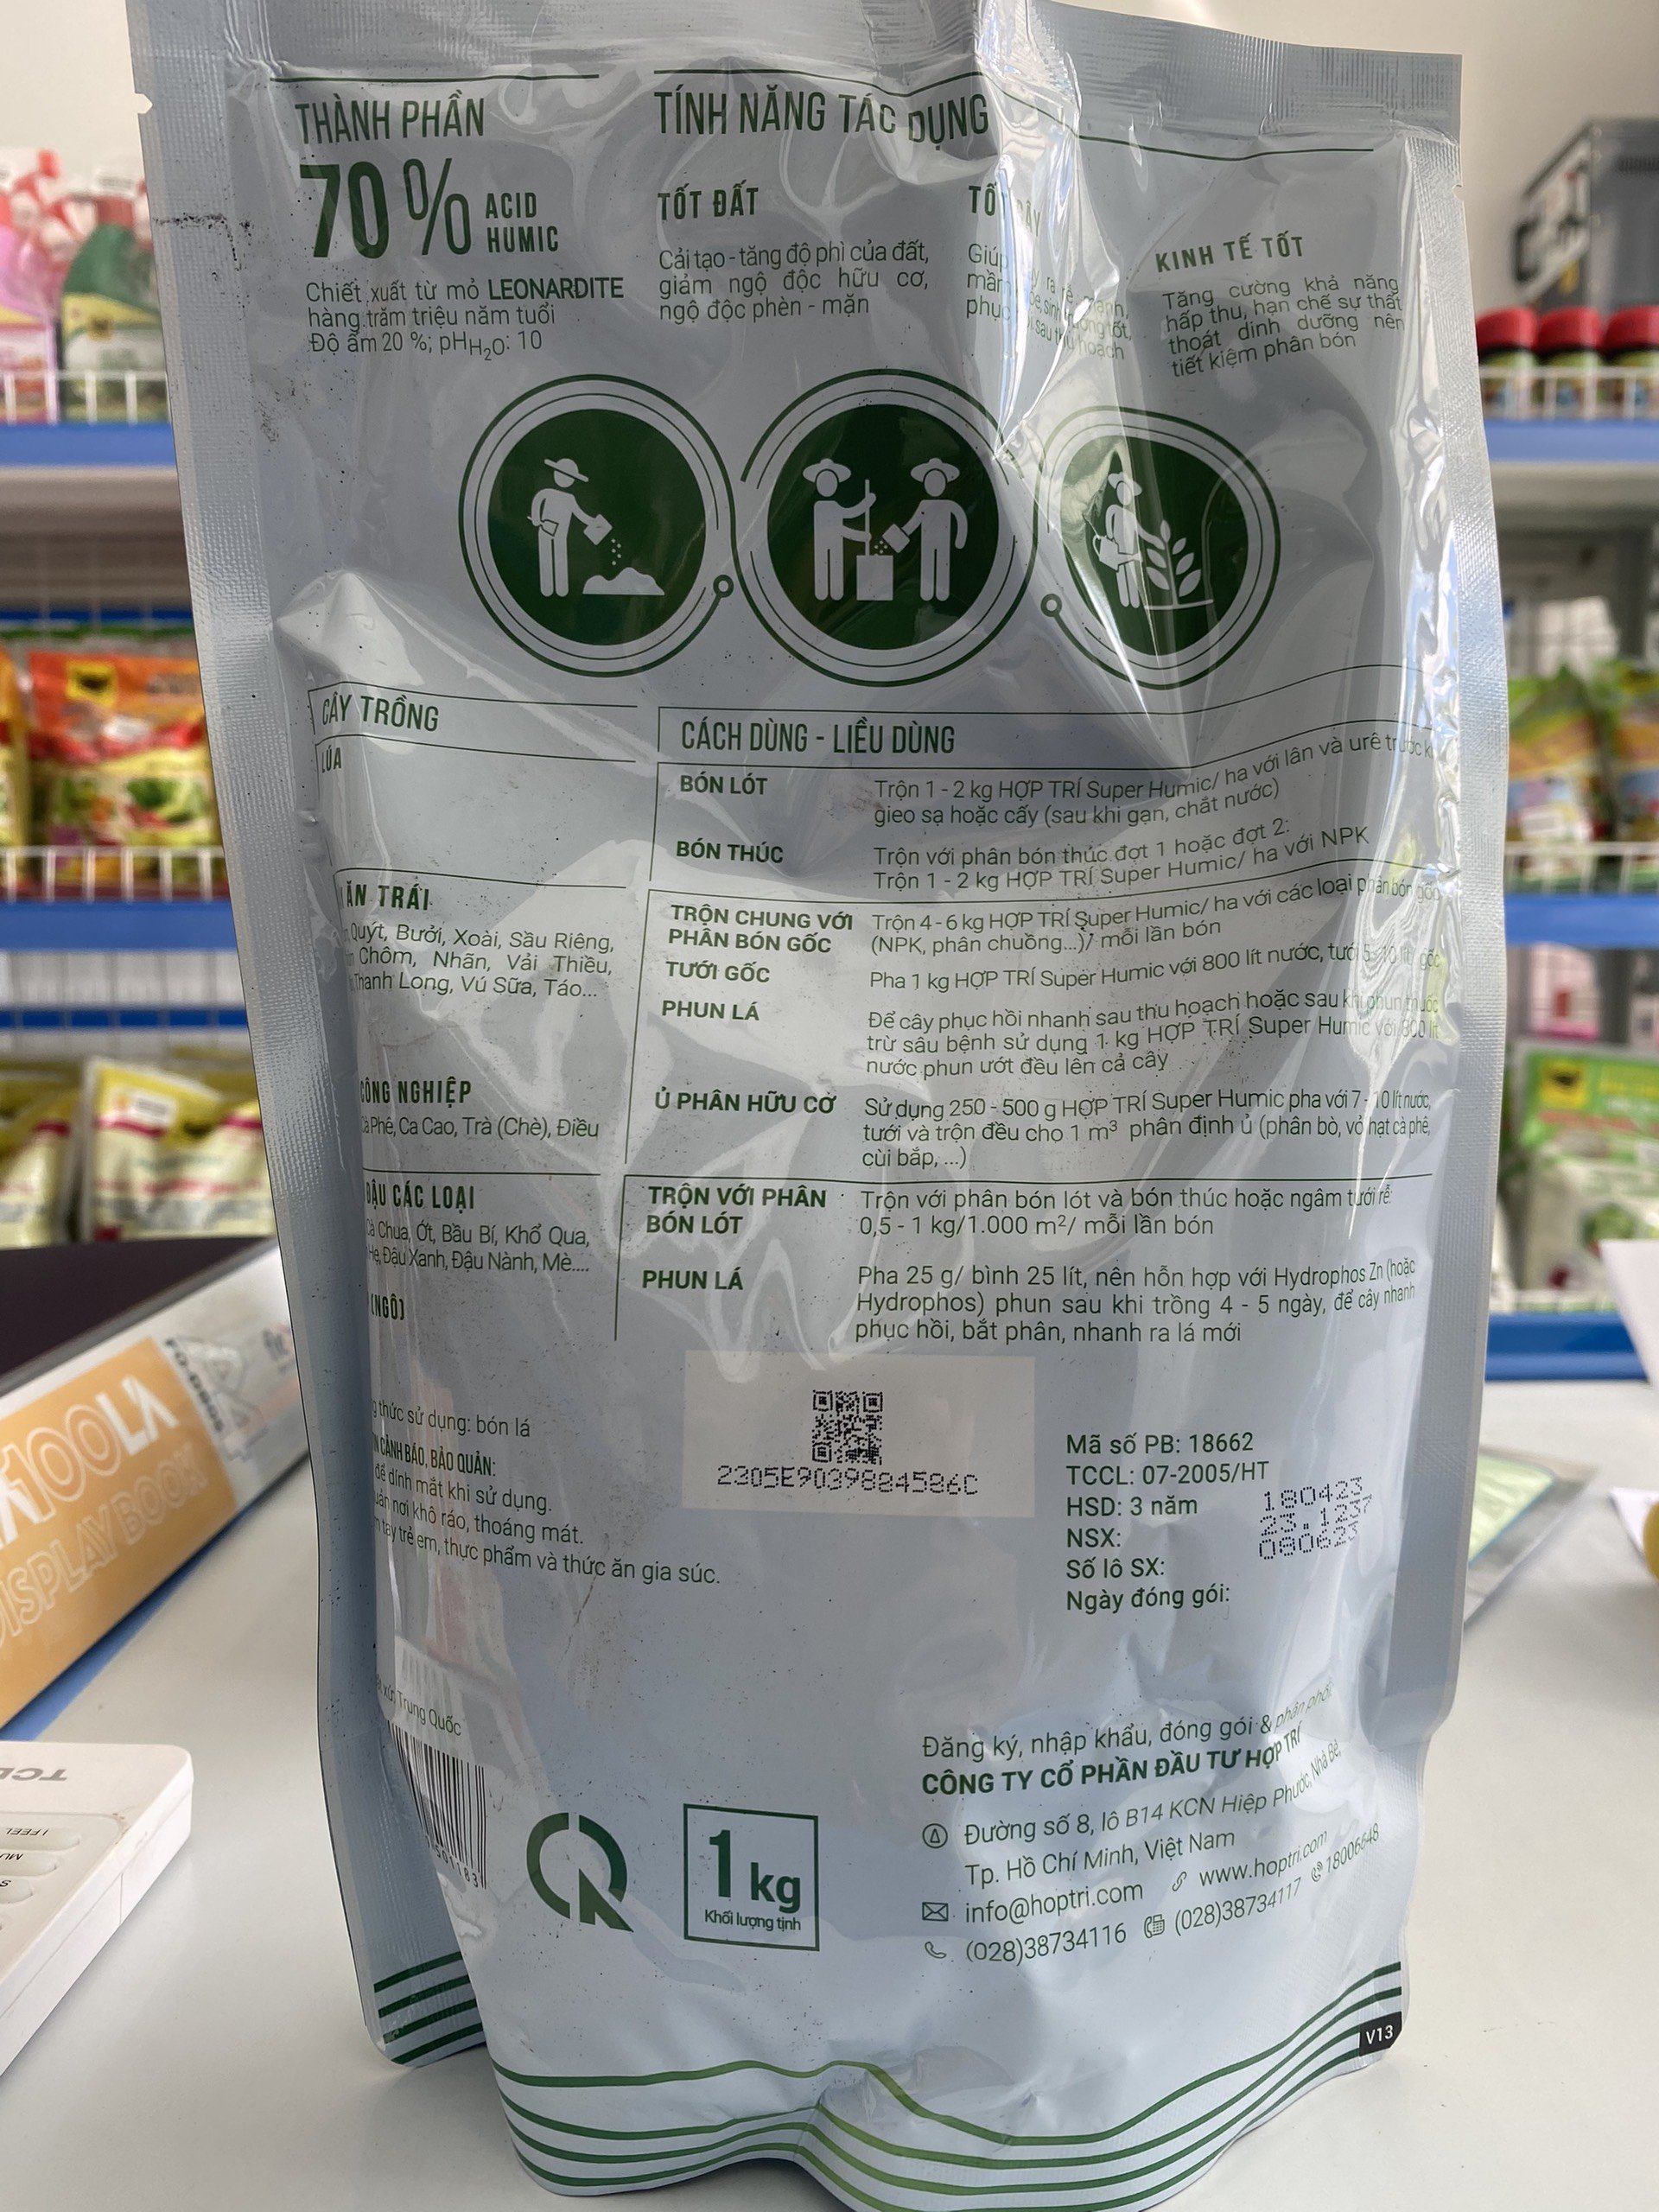 THÀNH PHẦN
70% ACID HUMIC
Chiết xuất từ mỏ LEONARDITE
hàng trăm triệu năm tuổi
Độ ẩm 20 %; pHH₂O: 10
TÍNH NĂNG TÁC DỤNG
TỐT ĐẤT
Cải tạo - tăng độ phì của đất,
giảm ngộ độc hữu cơ,
ngộ độc phèn - mặn
Giúp
KINH TẾ TỐT
Tăng cường khả năng
hấp thu, hạn chế sự thất
thoát dinh dưỡng nên
tiết kiệm phân bón
CÂY TRỒNG
CÁCH DÙNG - LIỀU DÙNG
LÚA
BÓN LÓT
Trộn 1 - 2 kg HỢP TRÍ Super Humic/ ha với lân và urê trước
gieo sạ hoặc cấy (sau khi gạn, chắt nước)
BÓN THÚC
Trộn với phân bón thúc đợt 1 hoặc đợt 2:
Trộn 1 - 2 kg HỢP TRÍ Super Humic/ ha với NPK
ĂN TRÁI
Quýt, Bưởi, Xoài, Sầu Riêng,
Chôm, Nhãn, Vải Thiều,
Thanh Long, Vú Sữa, Táo...
CÔNG NGHIỆP
Cà Phê, Ca Cao, Trà (Chè), Điều
TRỘN CHUNG VỚI
PHÂN BÓN GỐC
Trộn 4 - 6 kg HỢP TRÍ Super Humic/ ha với các loại phân bón gốc
(NPK, phân chuồng...)/ mỗi lần bón
TƯỚI GỐC
Pha 1 kg HỢP TRÍ Super Humic với 800 lít nước, tưới 5 - 10 lít/ gốc
PHUN LÁ
Để cây phục hồi nhanh sau thu hoạch hoặc sau khi phun thuốc
trừ sâu bệnh sử dụng 1 kg HỢP TRÍ Super Humic với 800 lít
nước phun ướt đều lên cả cây
Ủ PHÂN HỮU CƠ
Sử dụng 250 - 500 g HỢP TRÍ Super Humic pha với 7 - 10 lít nước,
tưới và trộn đều cho 1 m³ phân định ủ (phân bò, vỏ hạt cà phê,
cùi bắp, ...)
ĐẬU CÁC LOẠI
Cà Chua, Ớt, Bầu Bí, Khổ Qua,
Hẹ, Đậu Xanh, Đậu Nành, Mè....
(NGÔ)
TRỘN VỚI PHÂN
BÓN LÓT
Trộn với phân bón lót và bón thúc hoặc ngâm tưới rễ:
0,5 - 1 kg/1.000 m²/ mỗi lần bón
PHUN LÁ
Pha 25 g/ bình 25 lít, nên hỗn hợp với Hydrophos Zn (hoặc
Hydrophos) phun sau khi trồng 4 - 5 ngày, để cây nhanh
phục hồi, bắt phân, nhanh ra lá mới
thức sử dụng: bón lá
CẢNH BÁO, BẢO QUẢN:
để dính mắt khi sử dụng.
nơi khô ráo, thoáng mát.
tay trẻ em, thực phẩm và thức ăn gia súc.
2305E9039884586C
Mã số PB: 18662
TCCL: 07-2005/HT
HSD: 3 năm
NSX:
Số lô SX:
Ngày đóng gói:
180423
23.1237
080623
xứ: Trung Quốc
1 kg
Khối lượng tịnh
Đăng ký, nhập khẩu, đóng gói & phân phối:
CÔNG TY CỔ PHẦN ĐẦU TƯ HỢP TRÍ
Đường số 8, lô B14 KCN Hiệp Phước, Nhà Bè,
Tp. Hồ Chí Minh, Việt Nam
info@hoptri.com www.hoptri.com
(028)38734116 (028)38734117 18006648
V13
DISPLAY BOOK
TCL